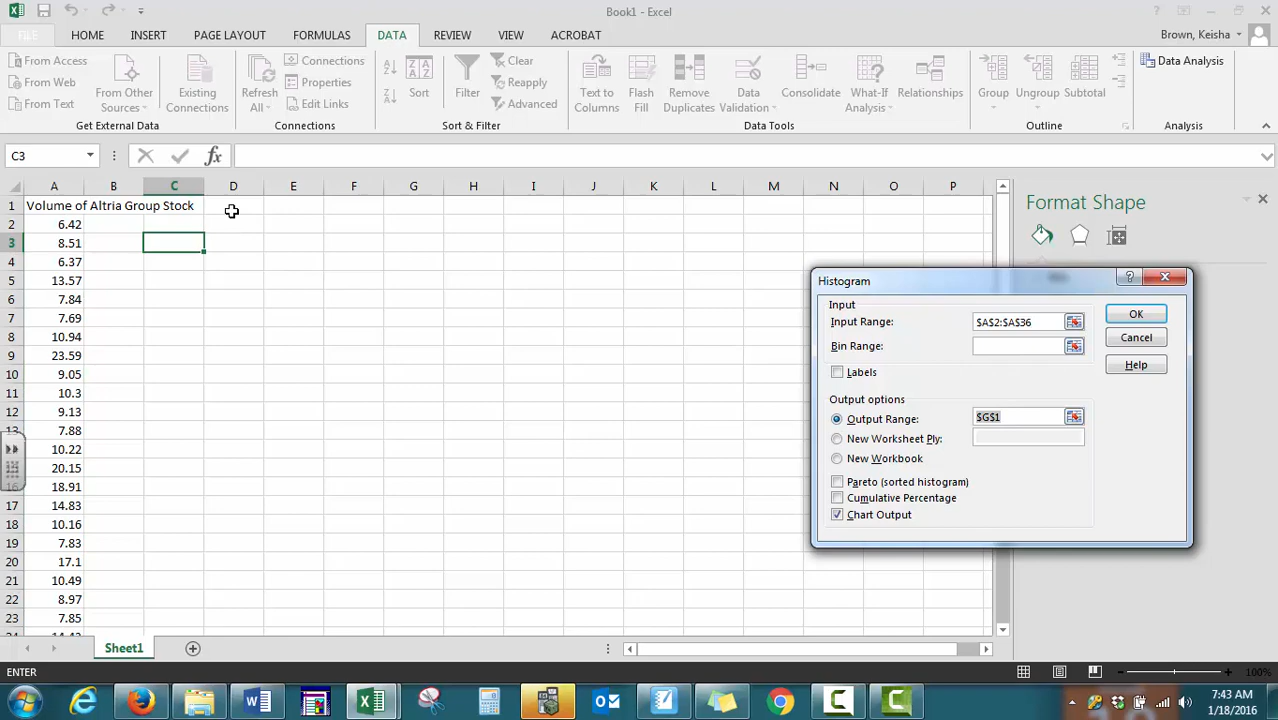 Book1 - Excel
FILE HOME INSERT PAGE LAYOUT FORMULAS DATA REVIEW VIEW ACROBAT Brown, Keisha
From Access
From Web
From Text
From Other Sources
Existing Connections
Get External Data
Refresh All
Connections
Properties
Edit Links
Connections
Sort
Filter
Clear
Reapply
Advanced
Sort & Filter
Text to Columns
Flash Fill
Remove Duplicates
Data Validation
Consolidate
What-If Analysis
Relationships
Data Tools
Group
Ungroup
Subtotal
Outline
Data Analysis
Analysis
C3 fx
A B C D E F G H I J K L M N O P
1 Volume of Altria Group Stock
2 6.42
3 8.51
4 6.37
5 13.57
6 7.84
7 7.69
8 10.94
9 23.59
10 9.05
11 10.3
12 9.13
13 7.88
10.22
20.15
16 18.91
17 14.83
18 10.16
19 7.83
20 17.1
21 10.49
22 8.97
23 7.85
24 14.43
Format Shape
Histogram
Input
Input Range: $A$2:$A$36
Bin Range:
Labels
Output options
Output Range: $G$1
New Worksheet Ply:
New Workbook
Pareto (sorted histogram)
Cumulative Percentage
Chart Output
OK
Cancel
Help
Sheet1
ENTER 100%
7:43 AM
1/18/2016